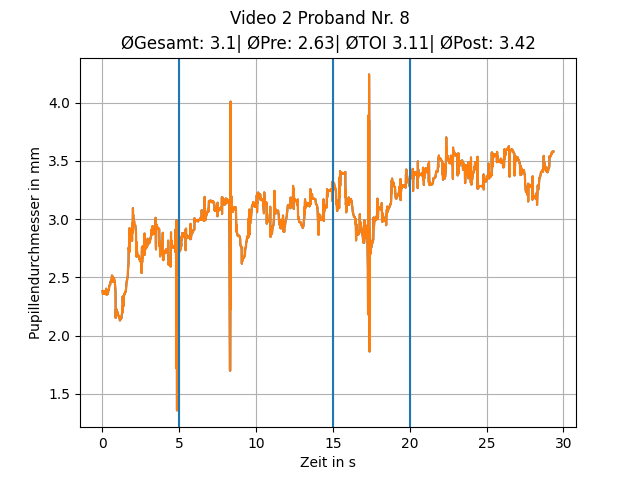 Video 2 Proband Nr. 8
ØGesamt: 3.1| ØPre: 2.63| ØTOI 3.11| ØPost: 3.42
Pupillendurchmesser in mm
4.0
3.5
3.0
2.5
2.0
1.5
0 5 10 15 20 25 30
Zeit in s